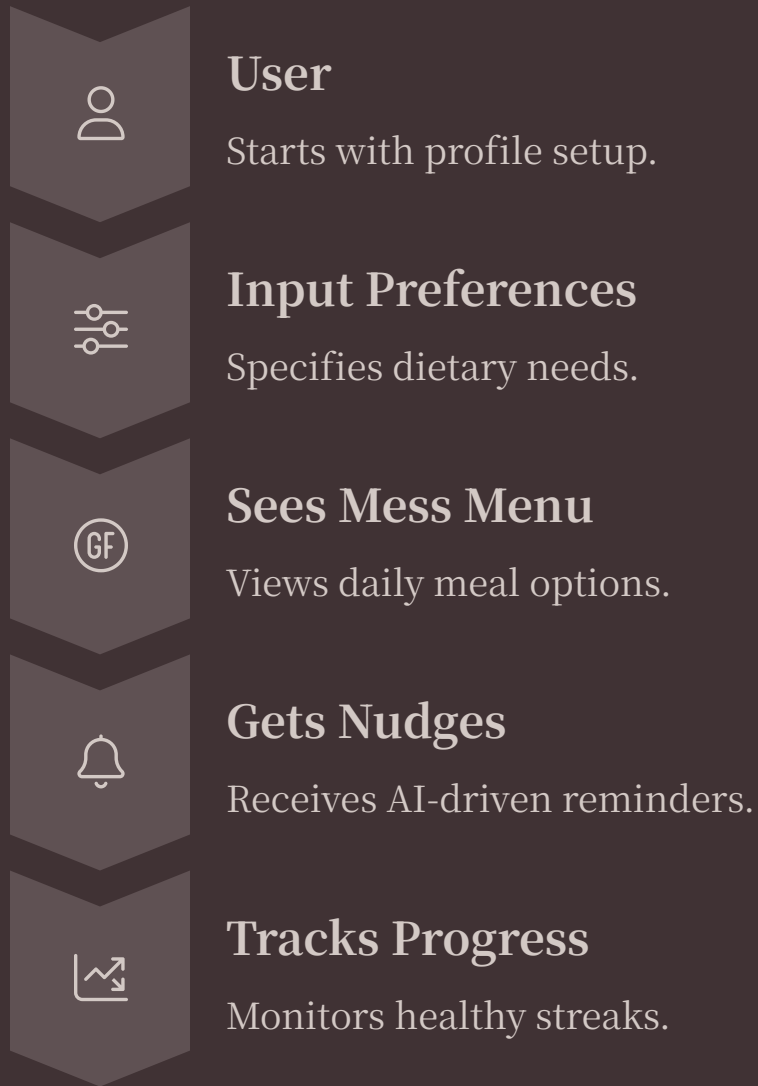 User
Starts with profile setup.
Input Preferences
Specifies dietary needs.
GF
Sees Mess Menu
Views daily meal options.
Gets Nudges
Receives AI-driven reminders.
Tracks Progress
Monitors healthy streaks.